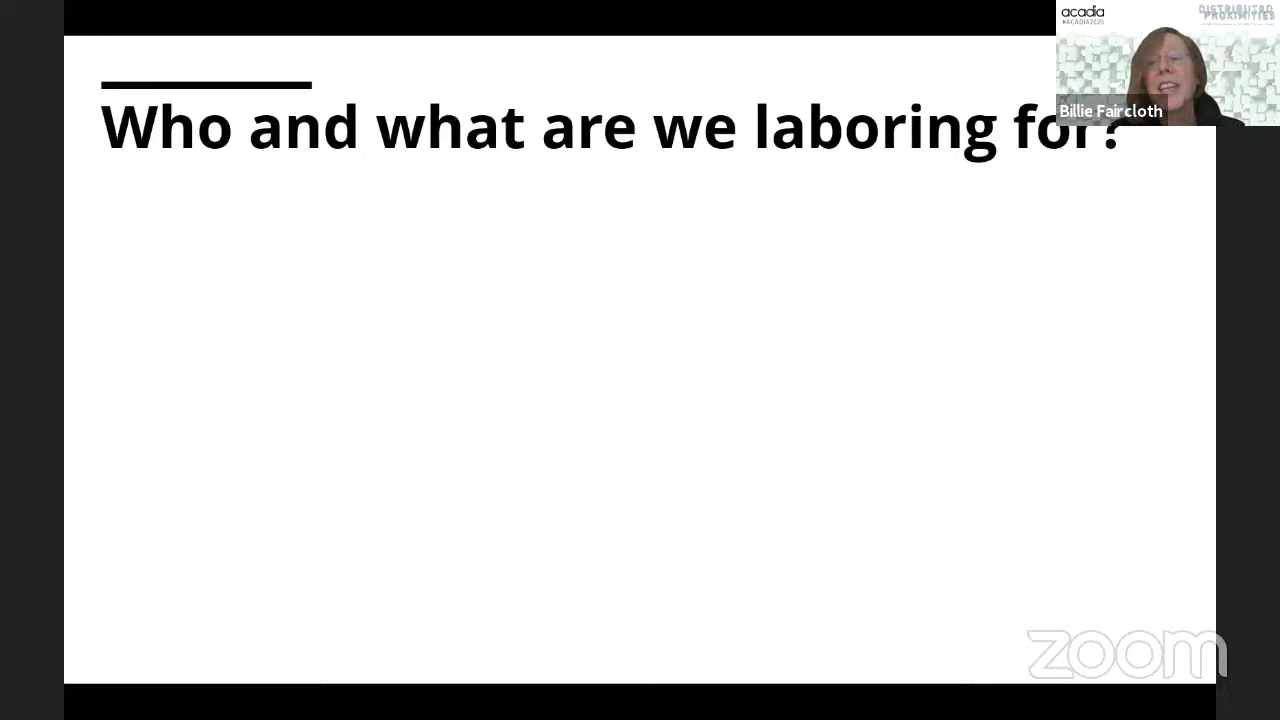 acadia
#ACADIA2020
DISTRIBUTED
PROXIMITIES
Billie Faircloth
Who and what are we laboring for?
zoom